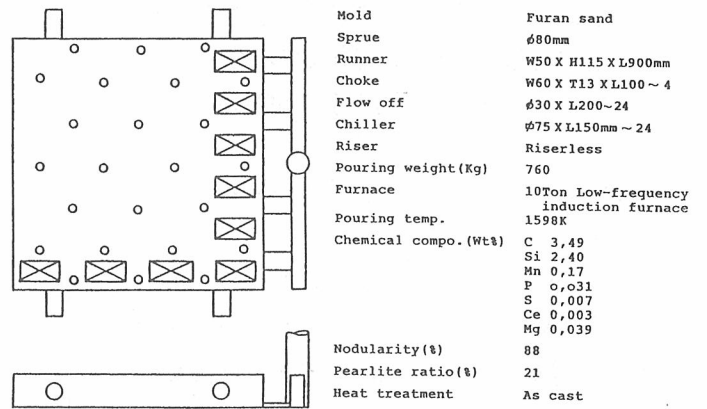 Mold Furan sand
Sprue ϕ80mm
Runner W50 X H115 X L900mm
Choke W60 X T13 X L100～4
Flow off ϕ30 X L200~24
Chiller ϕ75 X L150mm～24
Riser Riserless
Pouring weight(Kg) 760
Furnace 10Ton Low-frequency
induction furnace
Pouring temp. 1598K
Chemical compo.(Wt%) C 3,49
Si 2,40
Mn 0,17
P o,o31
S 0,007
Ce 0,003
Mg 0,039
Nodularity(%) 88
Pearlite ratio(%) 21
Heat treatment As cast